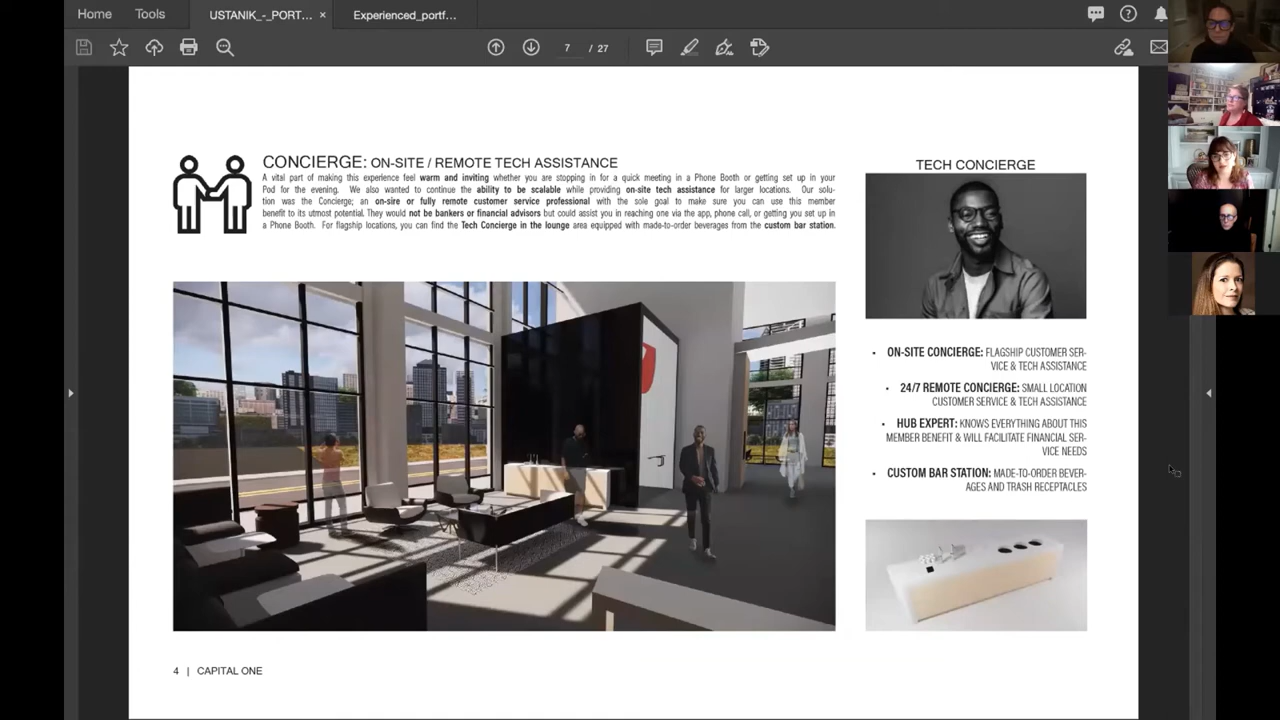 Home
Tools
USTANIK_-_PORT...
×
Experienced_portf...
7 / 27
CONCIERGE: ON-SITE / REMOTE TECH ASSISTANCE
A vital part of making this experience feel warm and inviting whether you are stopping in for a quick meeting in a Phone Booth or getting set up in your
Pod for the evening. We also wanted to continue the ability to be scalable while providing on-site tech assistance for larger locations. Our solu-
tion was the Concierge; an on-sire or fully remote customer service professional with the sole goal to make sure you can use this member
benefit to its utmost potential. They would not be bankers or financial advisors but could assist you in reaching one via the app, phone call, or getting you set up in
a Phone Booth. For flagship locations, you can find the Tech Concierge in the lounge area equipped with made-to-order beverages from the custom bar station.
TECH CONCIERGE
• ON-SITE CONCIERGE: FLAGSHIP CUSTOMER SER-
VICE & TECH ASSISTANCE
• 24/7 REMOTE CONCIERGE: SMALL LOCATION
CUSTOMER SERVICE & TECH ASSISTANCE
• HUB EXPERT: KNOWS EVERYTHING ABOUT THIS
MEMBER BENEFIT & WILL FACILITATE FINANCIAL SER-
VICE NEEDS
• CUSTOM BAR STATION: MADE-TO-ORDER BEVER-
AGES AND TRASH RECEPTACLES
4 | CAPITAL ONE